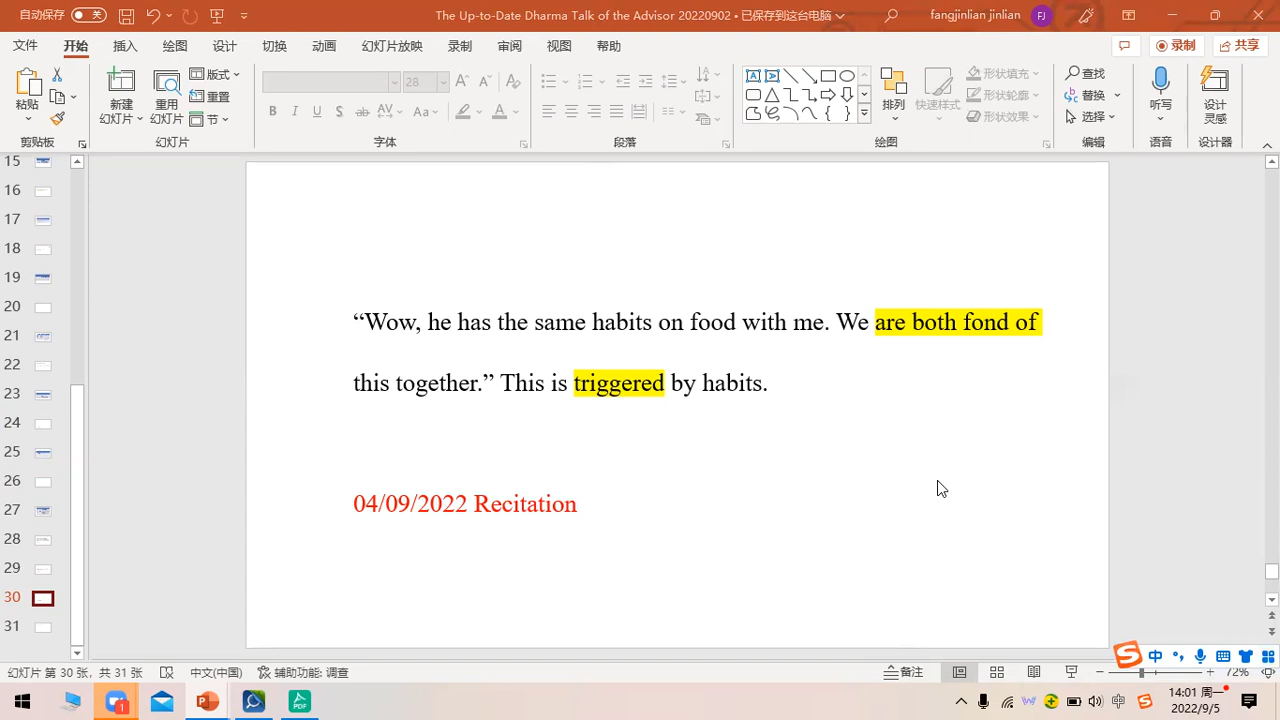 自动保存 关
The Up-to-Date Dharma Talk of the Advisor 20220902 • 已保存到这台电脑
fangjinlian jinlian
FJ
文件 开始 插入 绘图 设计 切换 动画 幻灯片放映 录制 审阅 视图 帮助
录制 共享
粘贴
剪贴板
新建
幻灯片
重用
幻灯片
版式
重置
节
幻灯片
28
B I U S AV Aa A
字体
段落
排列
快速样式
形状填充
形状轮廓
形状效果
绘图
查找
替换
选择
编辑
听写
语音
设计
灵感
设计器
15
16
17
18
19
20
21
22
23
24
25
26
27
28
29
30
31
“Wow, he has the same habits on food with me. We are both fond of
this together.” This is triggered by habits.
04/09/2022 Recitation
幻灯片 第 30 张，共 31 张 中文(中国) 辅助功能: 调查
备注
72%
中
14:01 周一
2022/9/5